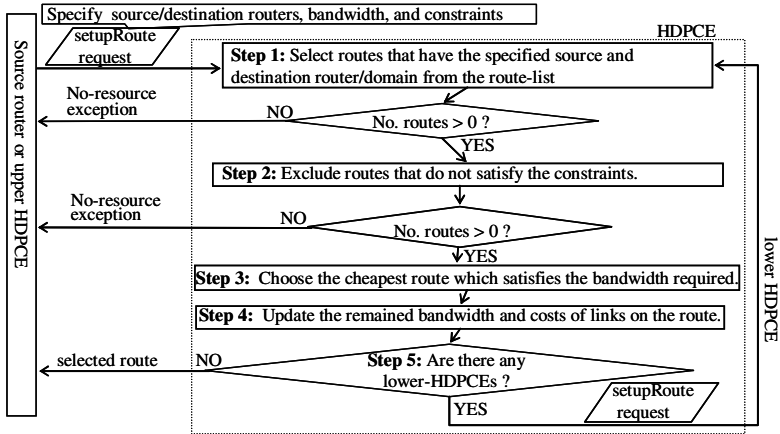 Specify source/destination routers, bandwidth, and constraints
setupRoute
request
HDPCE
Step 1: Select routes that have the specified source and
destination router/domain from the route-list
No-resource
exception
NO
No. routes > 0 ?
YES
Step 2: Exclude routes that do not satisfy the constraints.
No-resource
exception
NO
No. routes > 0 ?
YES
Step 3: Choose the cheapest route which satisfies the bandwidth required.
Step 4: Update the remained bandwidth and costs of links on the route.
selected route
NO
Step 5: Are there any
lower-HDPCEs ?
YES
setupRoute
request
Source router or upper HDPCE
lower HDPCE